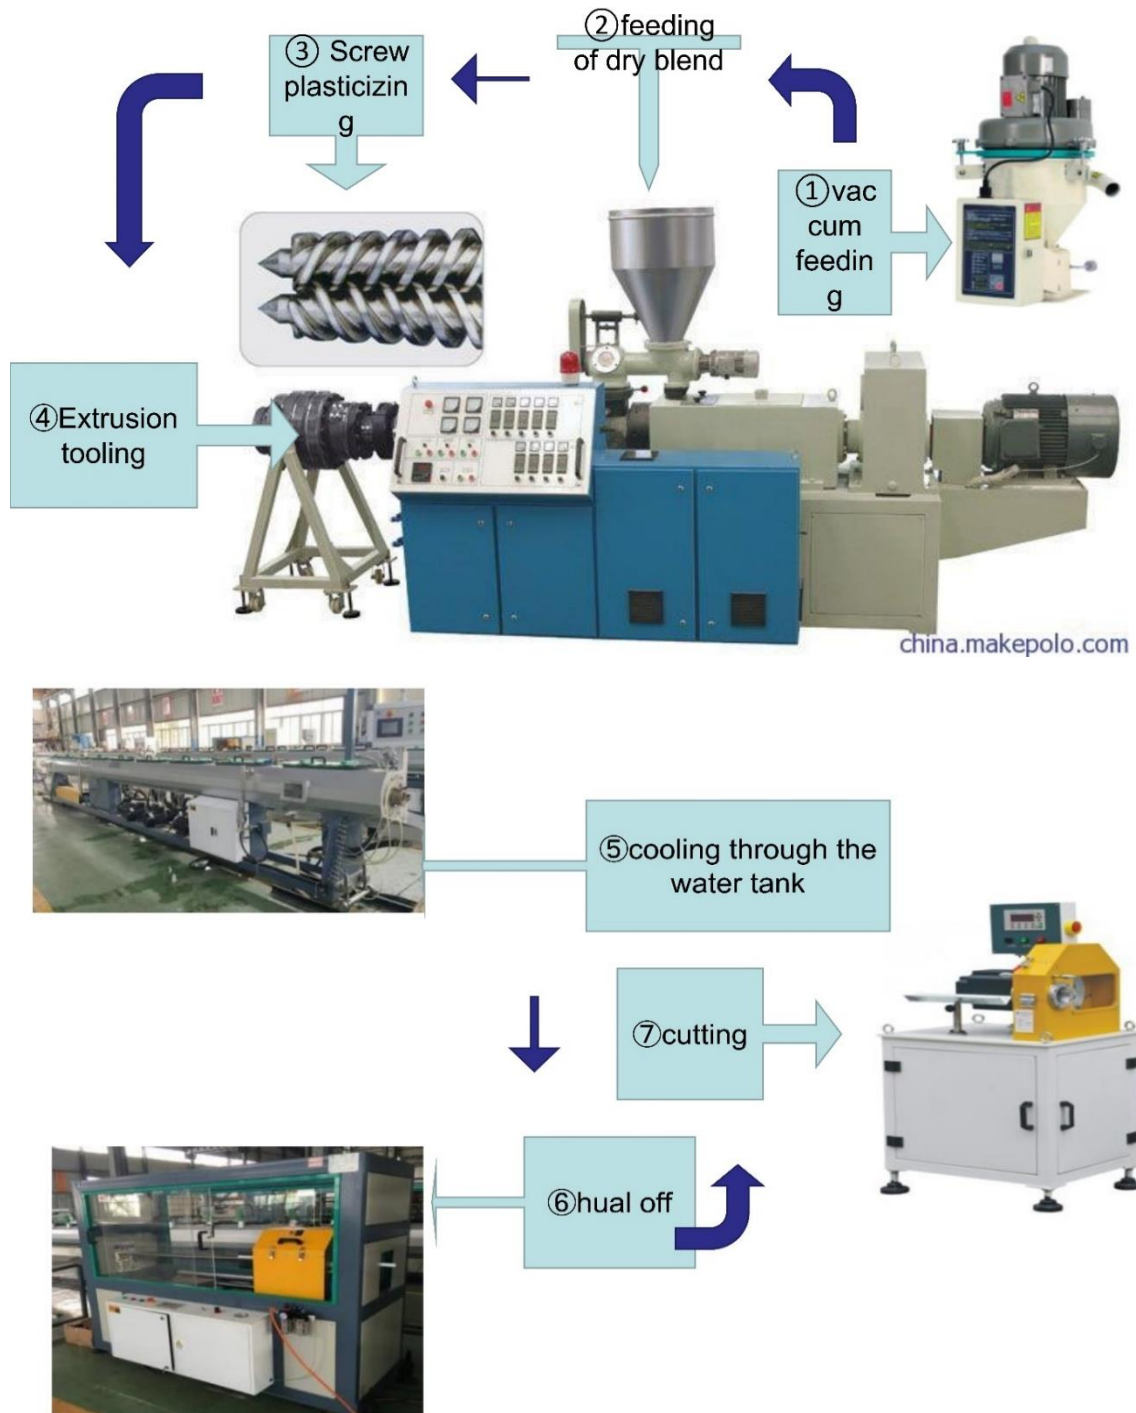 ②feeding
of dry blend
③ Screw
plasticizin
g
①vac
cum
feedin
g
④Extrusion
tooling
china.makepolo.com
⑤cooling through the
water tank
⑦cutting
⑥hual off